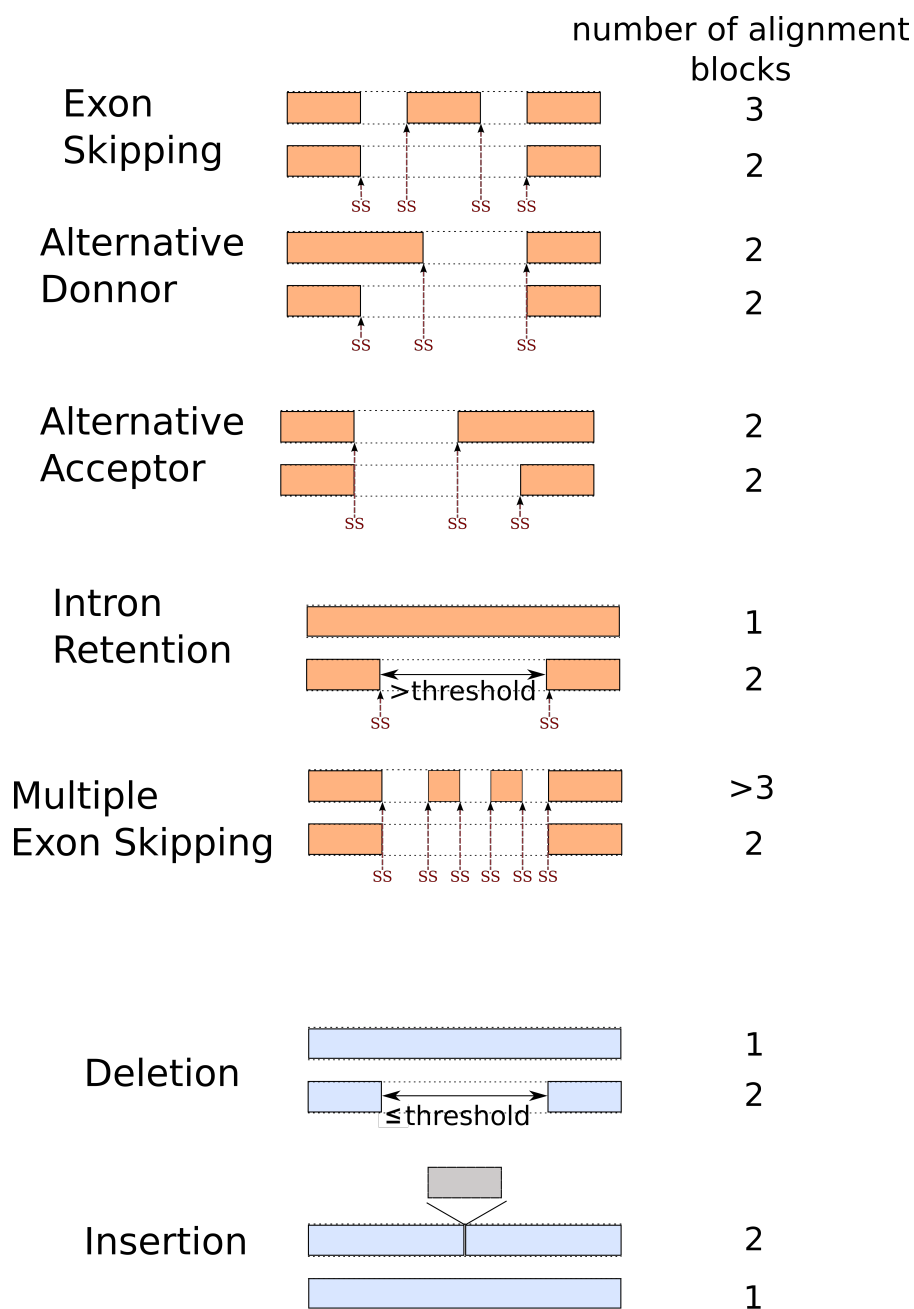 number of alignment
blocks
Exon
Skipping
3
2
SS SS SS SS
Alternative
Donnor
2
2
SS SS SS
Alternative
Acceptor
2
2
SS SS SS
Intron
Retention
1
2
>threshold
SS SS
Multiple
Exon Skipping
>3
2
SS SS SS SS SS SS
Deletion
1
2
≤threshold
Insertion
2
1